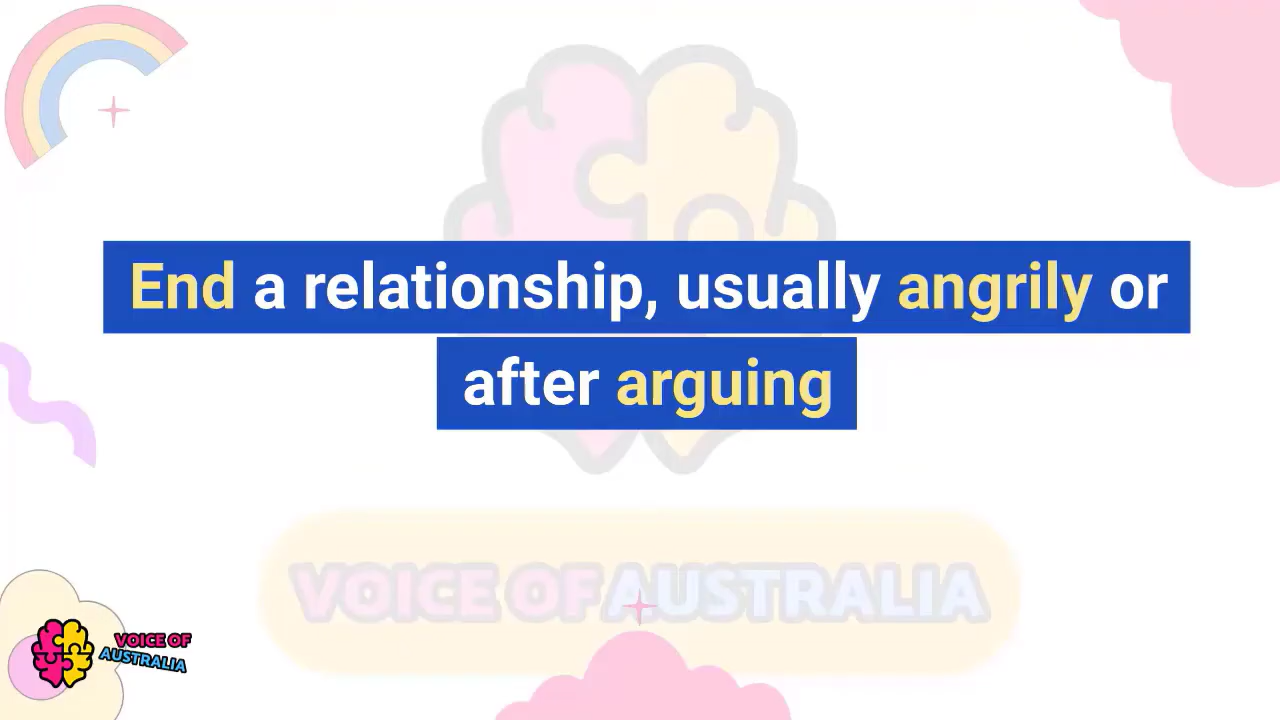 End a relationship, usually angrily or
after arguing
VOICE OF AUSTRALIA
VOICE OF
AUSTRALIA